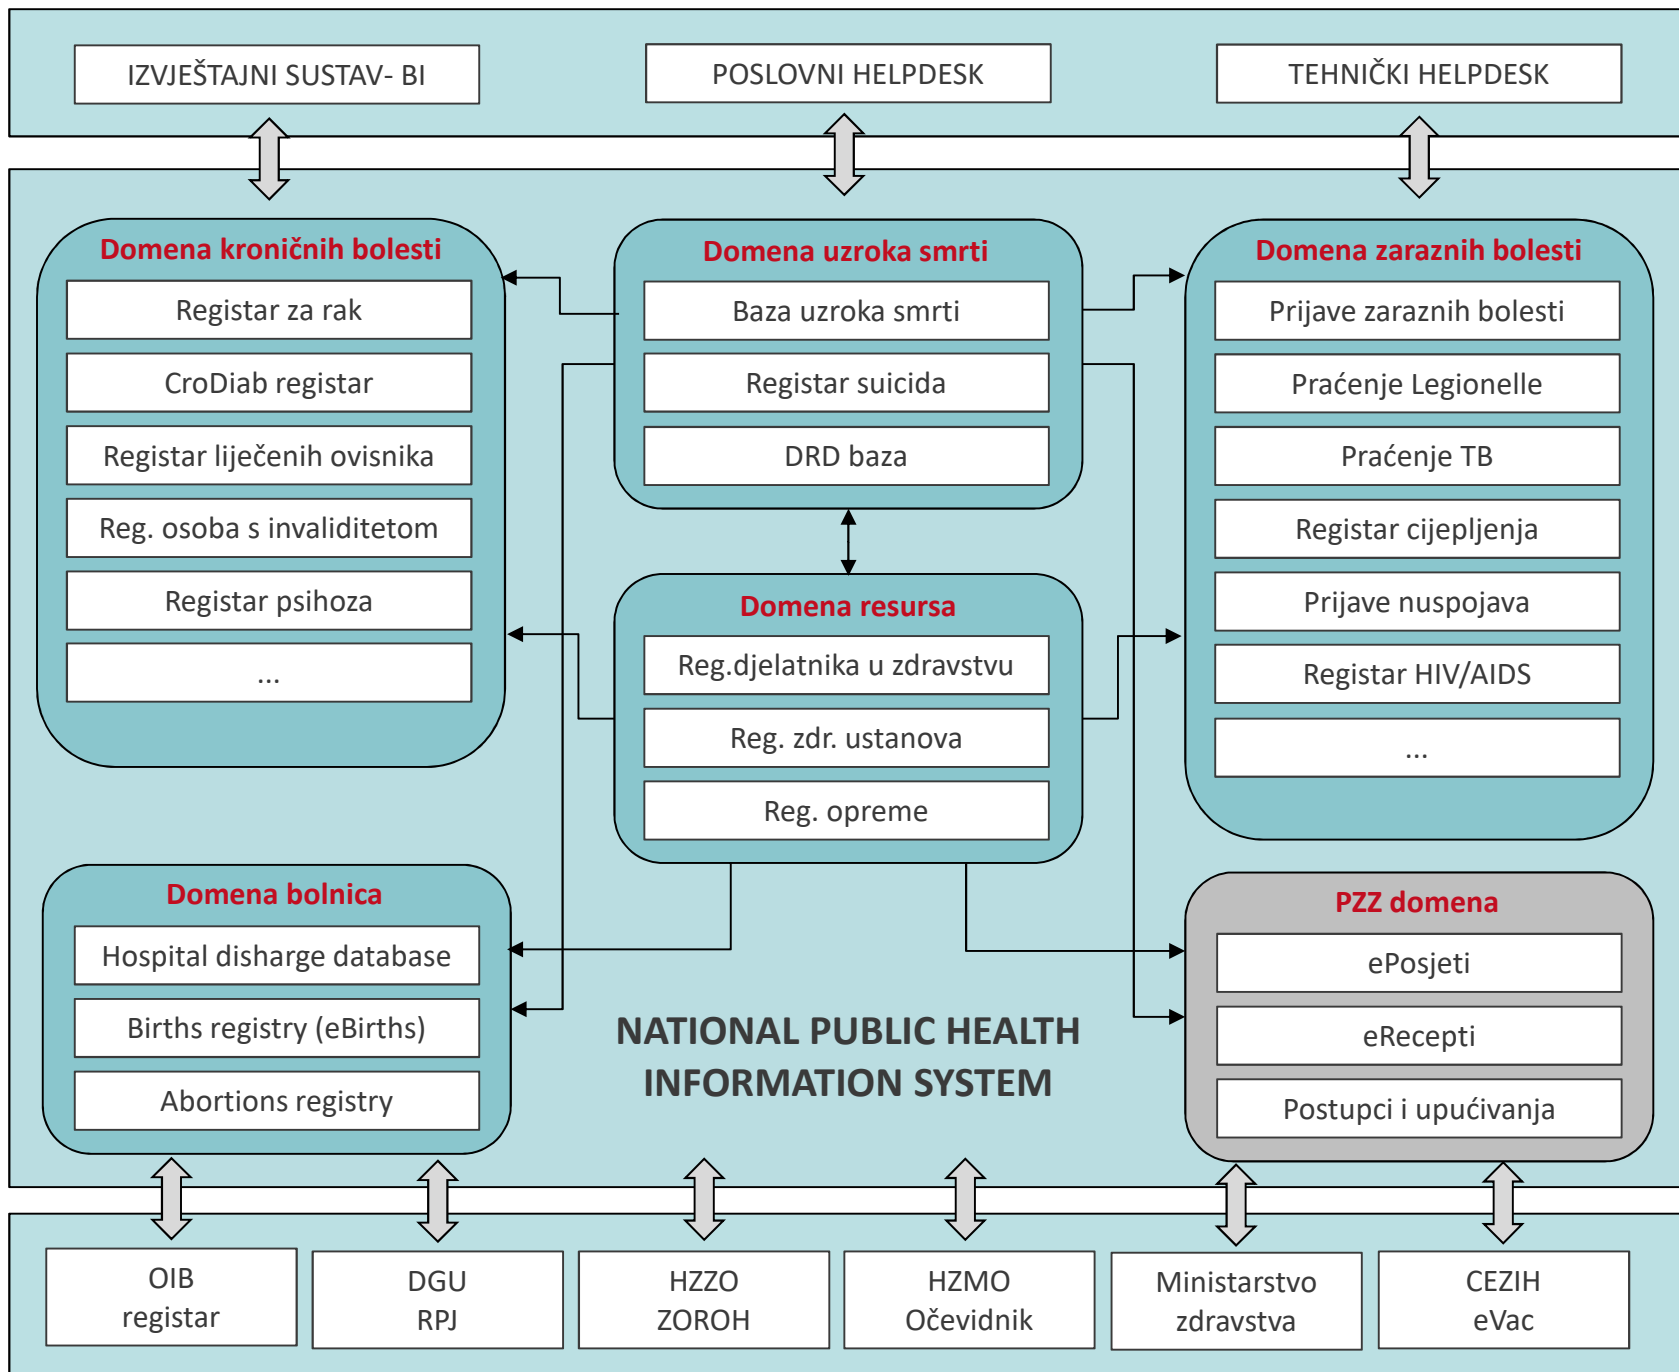 IZVJEŠTAJNI SUSTAV- BI
POSLOVNI HELPDESK
TEHNIČKI HELPDESK
Domena kroničnih bolesti
Registar za rak
CroDiab registar
Registar liječenih ovisnika
Reg. osoba s invaliditetom
Registar psihoza
...
Domena uzroka smrti
Baza uzroka smrti
Registar suicida
DRD baza
Domena zaraznih bolesti
Prijave zaraznih bolesti
Praćenje Legionelle
Praćenje TB
Registar cijepljenja
Prijave nuspojava
Registar HIV/AIDS
...
Domena resursa
Reg.djelatnika u zdravstvu
Reg. zdr. ustanova
Reg. opreme
Domena bolnica
Hospital disharge database
Births registry (eBirths)
Abortions registry
NATIONAL PUBLIC HEALTH
INFORMATION SYSTEM
PZZ domena
ePosjeti
eRecepti
Postupci i upućivanja
OIB
registar
DGU
RPJ
HZZO
ZOROH
HZMO
Očevidnik
Ministarstvo
zdravstva
CEZIH
eVac